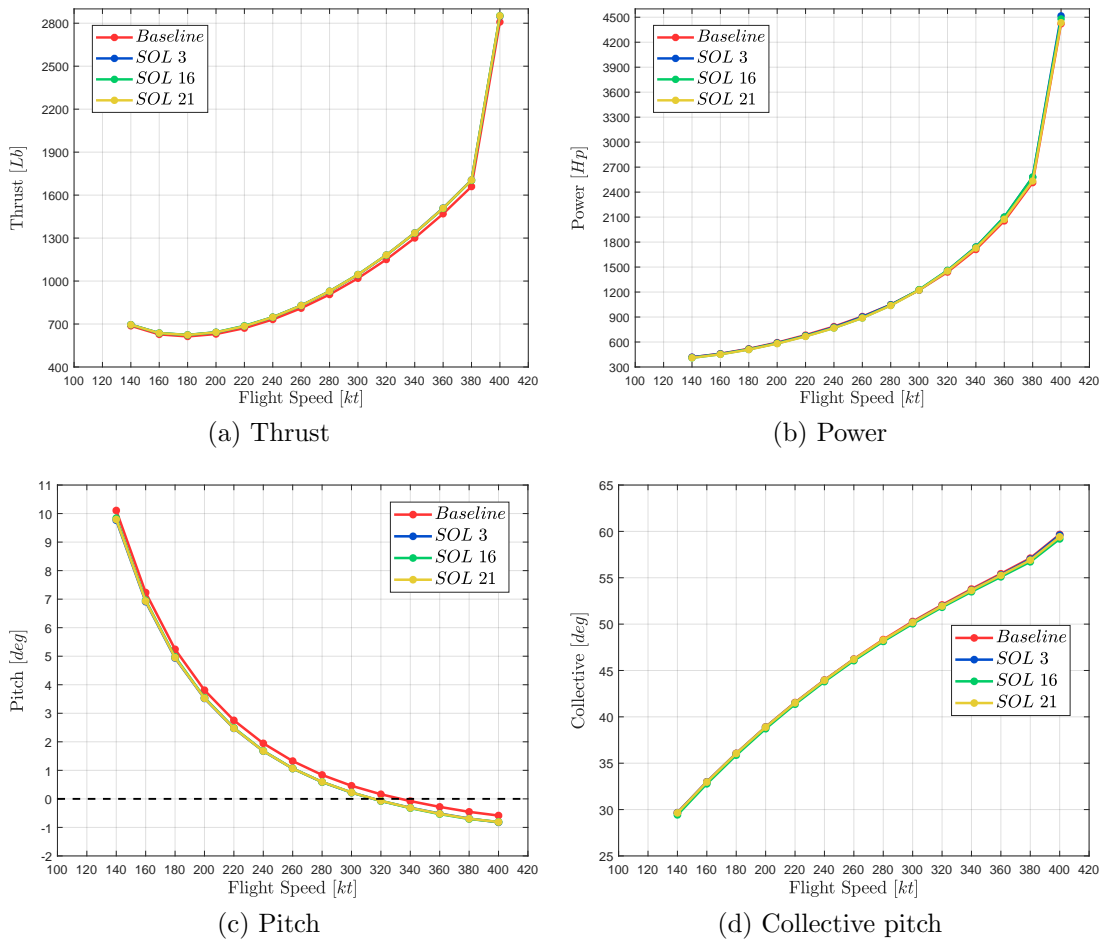 2800
2500
2200
1900
1600
1300
1000
700
400
Thrust [Lb]
Baseline
SOL 3
SOL 16
SOL 21
100 120 140 160 180 200 220 240 260 280 300 320 340 360 380 400 420
Flight Speed [kt]
(a) Thrust
4500
4200
3900
3600
3300
3000
2700
2400
2100
1800
1500
1200
900
600
300
Power [Hp]
Baseline
SOL 3
SOL 16
SOL 21
100 120 140 160 180 200 220 240 260 280 300 320 340 360 380 400 420
Flight Speed [kt]
(b) Power
11
10
9
8
7
6
5
4
3
2
1
0
-1
-2
Pitch [deg]
Baseline
SOL 3
SOL 16
SOL 21
100 120 140 160 180 200 220 240 260 280 300 320 340 360 380 400 420
Flight Speed [kt]
(c) Pitch
65
60
55
50
45
40
35
30
25
Collective [deg]
Baseline
SOL 3
SOL 16
SOL 21
100 120 140 160 180 200 220 240 260 280 300 320 340 360 380 400 420
Flight Speed [kt]
(d) Collective pitch